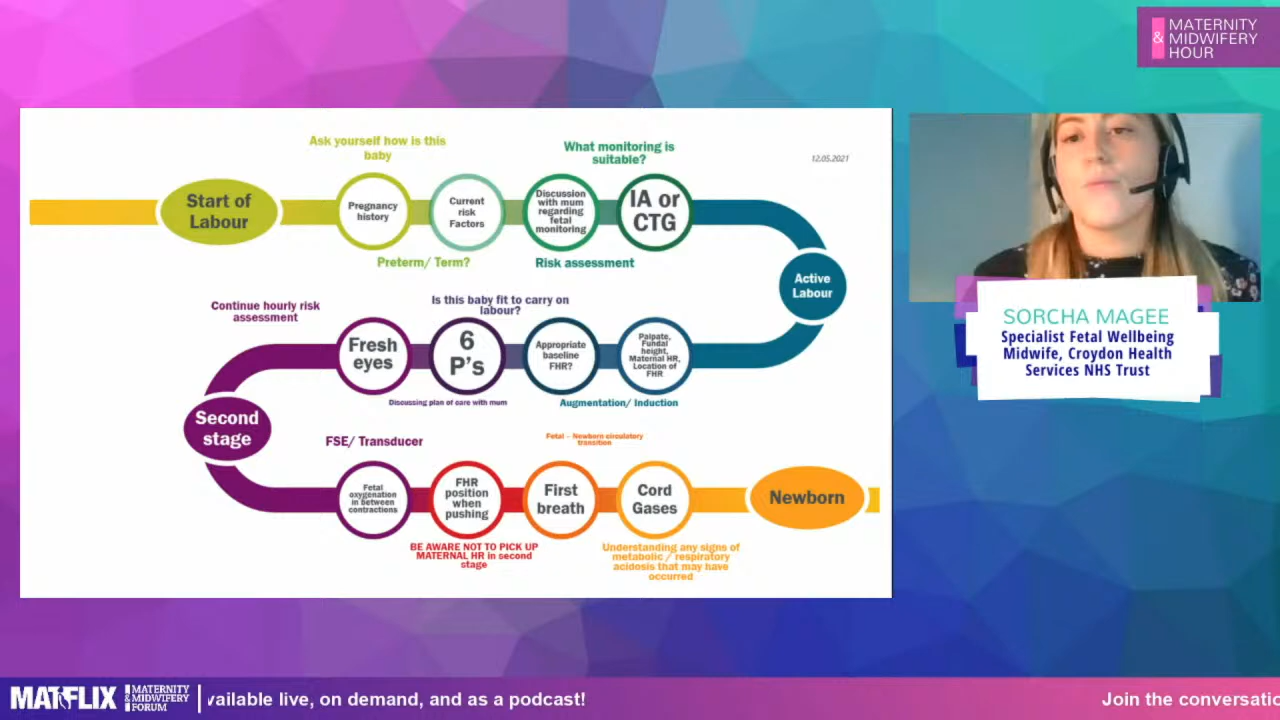 MATERNITY
& MIDWIFERY
HOUR
Ask yourself how is this
baby
What monitoring is
suitable?
12.05.2021
Start of
Labour
Pregnancy
history
Current
risk
Factors
Discussion
with mum
regarding
fetal
monitoring
IA or
CTG
Preterm/ Term?
Risk assessment
Active
Labour
Continue hourly risk
assessment
Is this baby fit to carry on
labour?
Fresh
eyes
6
P's
Appropriate
baseline
FHR?
Palpate,
Fundal
height,
Maternal HR,
Location of
FHR
Discussing plan of care with mum
Augmentation/ Induction
Second
stage
FSE/ Transducer
Fetal – Newborn circulatory
transition
Fetal
oxygenation
in between
contractions
FHR
position
when
pushing
First
breath
Cord
Gases
Newborn
BE AWARE NOT TO PICK UP
MATERNAL HR in second
stage
Understanding any signs of
metabolic / respiratory
acidosis that may have
occurred
SORCHA MAGEE
Specialist Fetal Wellbeing
Midwife, Croydon Health
Services NHS Trust
MATFLIX
MATERNITY
& MIDWIFERY
FORUM
vailable live, on demand, and as a podcast!
Join the conversatio